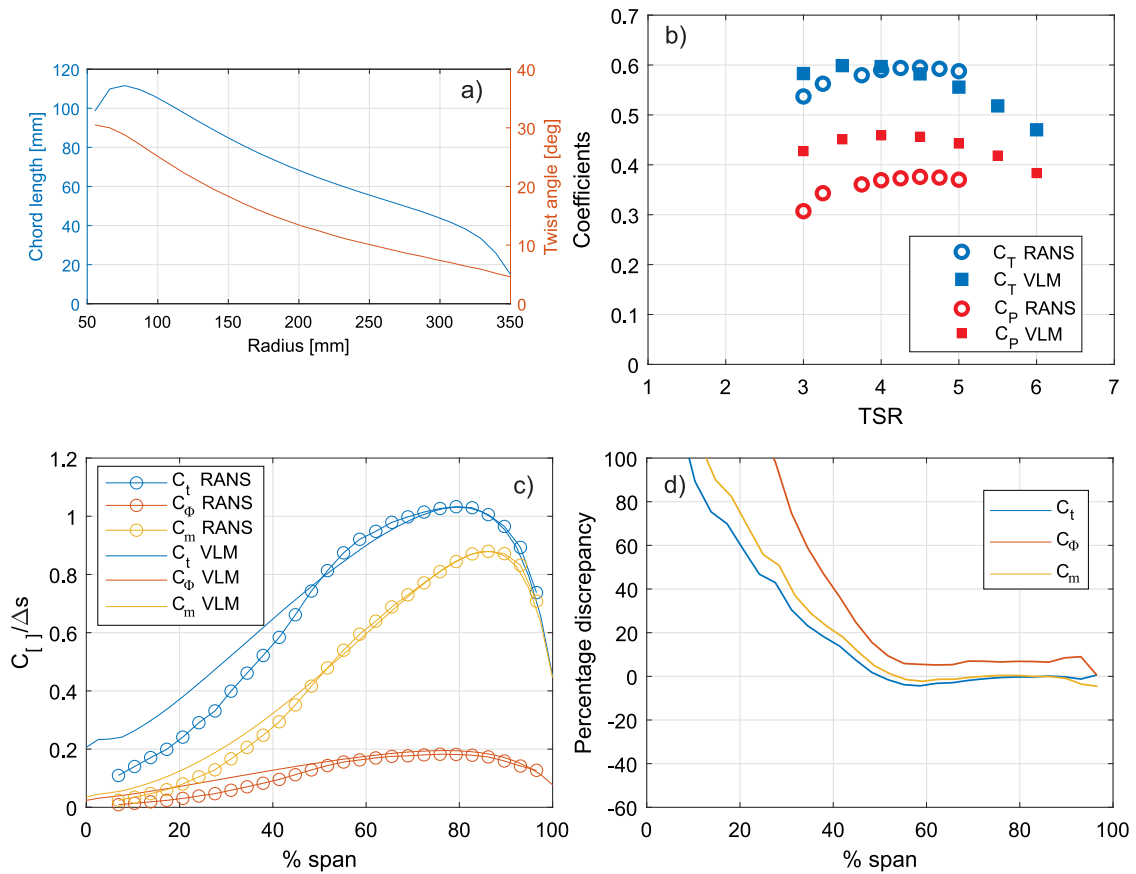 a)
120
100
80
60
40
20
0
Chord length [mm]
40
30
20
10
0
Twist angle [deg]
50 100 150 200 250 300 350
Radius [mm]
b)
0.7
0.6
0.5
0.4
0.3
0.2
0.1
0
Coefficients
C_T RANS
C_T VLM
C_P RANS
C_P VLM
1 2 3 4 5 6 7
TSR
c)
1.2
1
0.8
0.6
0.4
0.2
0
C_[ ]/Δs
C_t RANS
C_Φ RANS
C_m RANS
C_t VLM
C_Φ VLM
C_m VLM
0 20 40 60 80 100
% span
d)
100
80
60
40
20
0
-20
-40
-60
Percentage discrepancy
C_t
C_Φ
C_m
0 20 40 60 80 100
% span